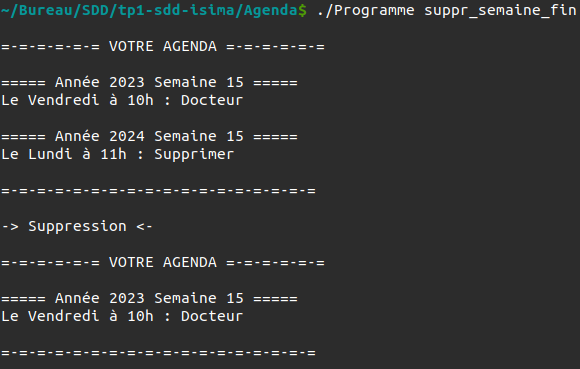 ~/Bureau/SDD/tp1-sdd-isima/Agenda$ ./Programme suppr_semaine_fin
=-=-=-=-=-= VOTRE AGENDA =-=-=-=-=-=
===== Année 2023 Semaine 15 =====
Le Vendredi à 10h : Docteur
===== Année 2024 Semaine 15 =====
Le Lundi à 11h : Supprimer
=-=-=-=-=-=-=-=-=-=-=-=-=-=-=-=-=-=
-> Suppression <-
=-=-=-=-=-= VOTRE AGENDA =-=-=-=-=-=
===== Année 2023 Semaine 15 =====
Le Vendredi à 10h : Docteur
=-=-=-=-=-=-=-=-=-=-=-=-=-=-=-=-=-=